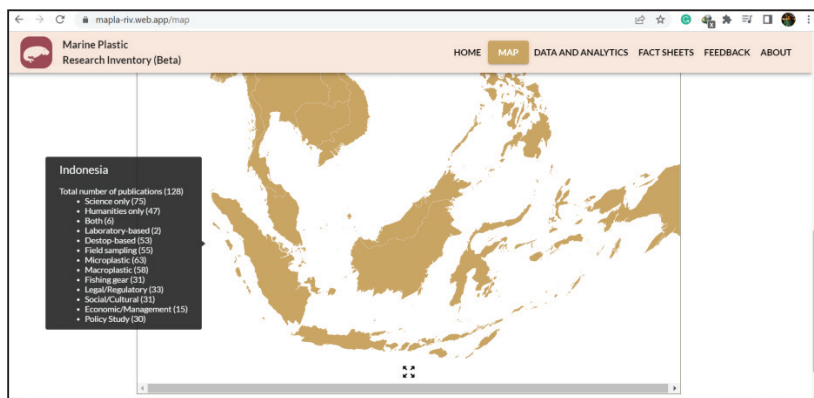 mapla-riv.web.app/map
Marine Plastic
Research Inventory (Beta)
HOME MAP DATA AND ANALYTICS FACT SHEETS FEEDBACK ABOUT
Indonesia
Total number of publications (128)
• Science only (75)
• Humanities only (47)
• Both (6)
• Laboratory-based (2)
• Destop-based (53)
• Field sampling (55)
• Microplastic (63)
• Macroplastic (58)
• Fishing gear (31)
• Legal/Regulatory (33)
• Social/Cultural (31)
• Economic/Management (15)
• Policy Study (30)